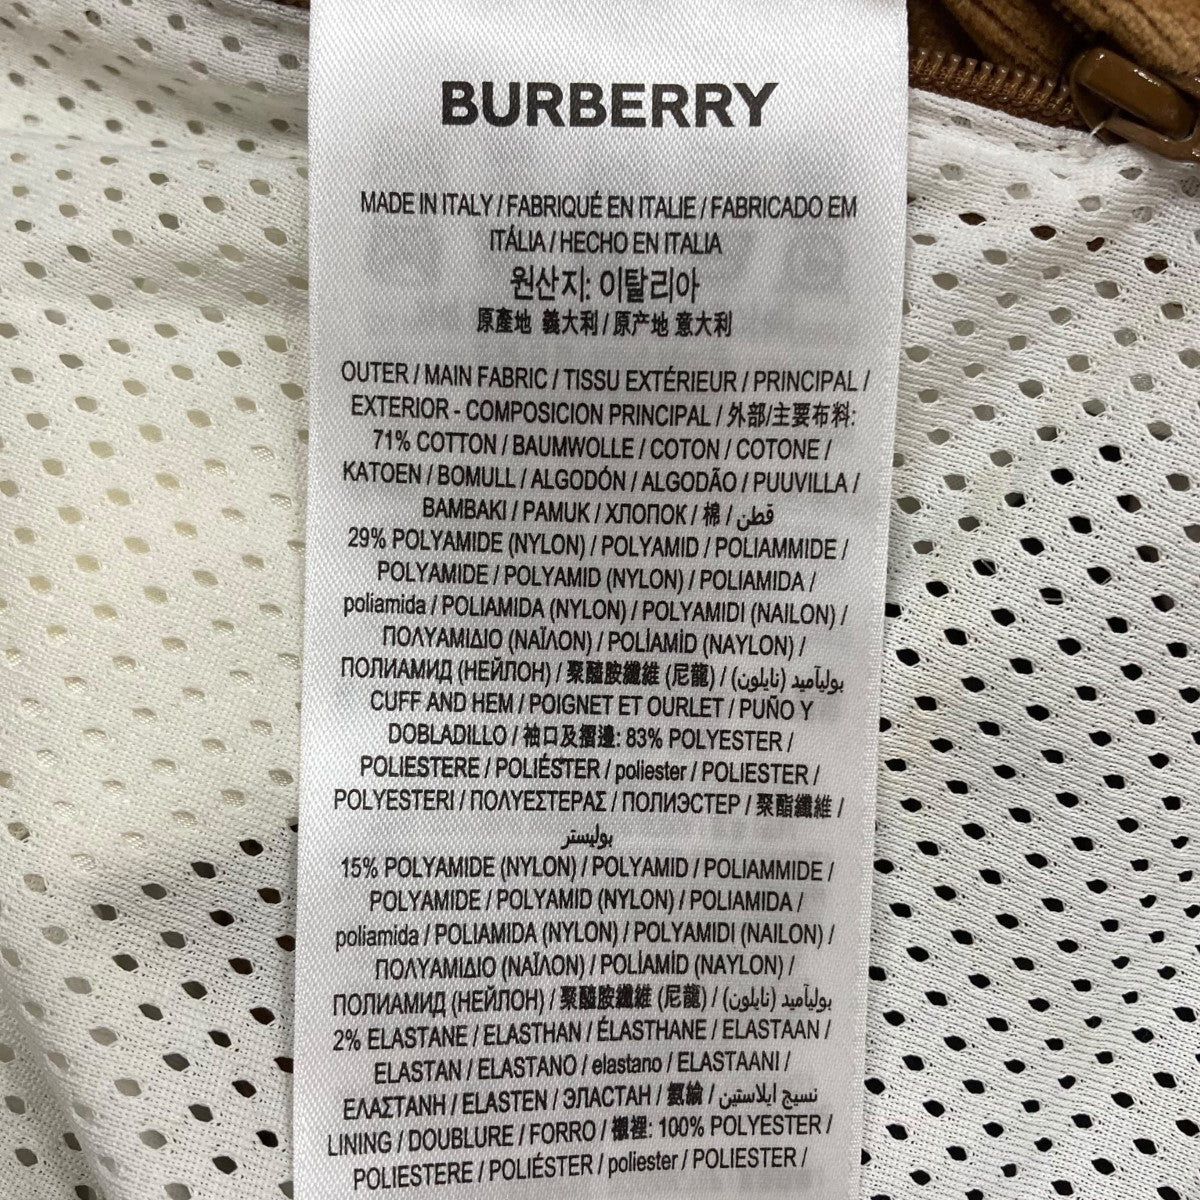 BURBERRY
MADE IN ITALY / FABRIQUÉ EN ITALIE / FABRICADO EM
ITÁLIA / HECHO EN ITALIA
원산지: 이탈리아
原產地 義大利 / 原产地 意大利
OUTER / MAIN FABRIC / TISSU EXTÉRIEUR / PRINCIPAL /
EXTERIOR - COMPOSICION PRINCIPAL / 外部/主要布料:
71% COTTON / BAUMWOLLE / COTON / COTONE /
KATOEN / BOMULL / ALGODÓN / ALGODÃO / PUUVILLA /
BAMBAKI / PAMUK / ХЛОПОК / 棉 / قطن
29% POLYAMIDE (NYLON) / POLYAMID / POLIAMMIDE /
POLYAMIDE / POLYAMID (NYLON) / POLIAMIDA /
poliamida / POLIAMIDA (NYLON) / POLYAMIDI (NAILON) /
ΠΟΛΥΑΜΙΔΙΟ (ΝΑΪΛΟΝ) / POLİAMİD (NAYLON) /
ПОЛИАМИД (НЕЙЛОН) / 聚醯胺纖維 (尼龍) / بوليآميد (نايلون)
CUFF AND HEM / POIGNET ET OURLET / PUÑO Y
DOBLADILLO / 袖口及摺邊: 83% POLYESTER /
POLIESTERE / POLIÉSTER / poliester / POLIESTER /
POLYESTERI / ΠΟΛΥΕΣΤΕΡΑΣ / ПОЛИЭСТЕР / 聚酯纖維 /
بوليستر
15% POLYAMIDE (NYLON) / POLYAMID / POLIAMMIDE /
POLYAMIDE / POLYAMID (NYLON) / POLIAMIDA /
poliamida / POLIAMIDA (NYLON) / POLYAMIDI (NAILON) /
ΠΟΛΥΑΜΙΔΙΟ (ΝΑΪΛΟΝ) / POLİAMİD (NAYLON) /
ПОЛИАМИД (НЕЙЛОН) / 聚醯胺纖維 (尼龍) / بوليآميد (نايلون)
2% ELASTANE / ELASTHAN / ÉLASTHANE / ELASTAAN /
ELASTAN / ELASTANO / elastano / ELASTAANI /
ΕΛΑΣΤΑΝΗ / ELASTEN / ЭЛАСТАН / 氨綸 / نسيج ايلاستين
LINING / DOUBLURE / FORRO / 襯裡: 100% POLYESTER /
POLIESTERE / POLIÉSTER / poliester / POLIESTER /